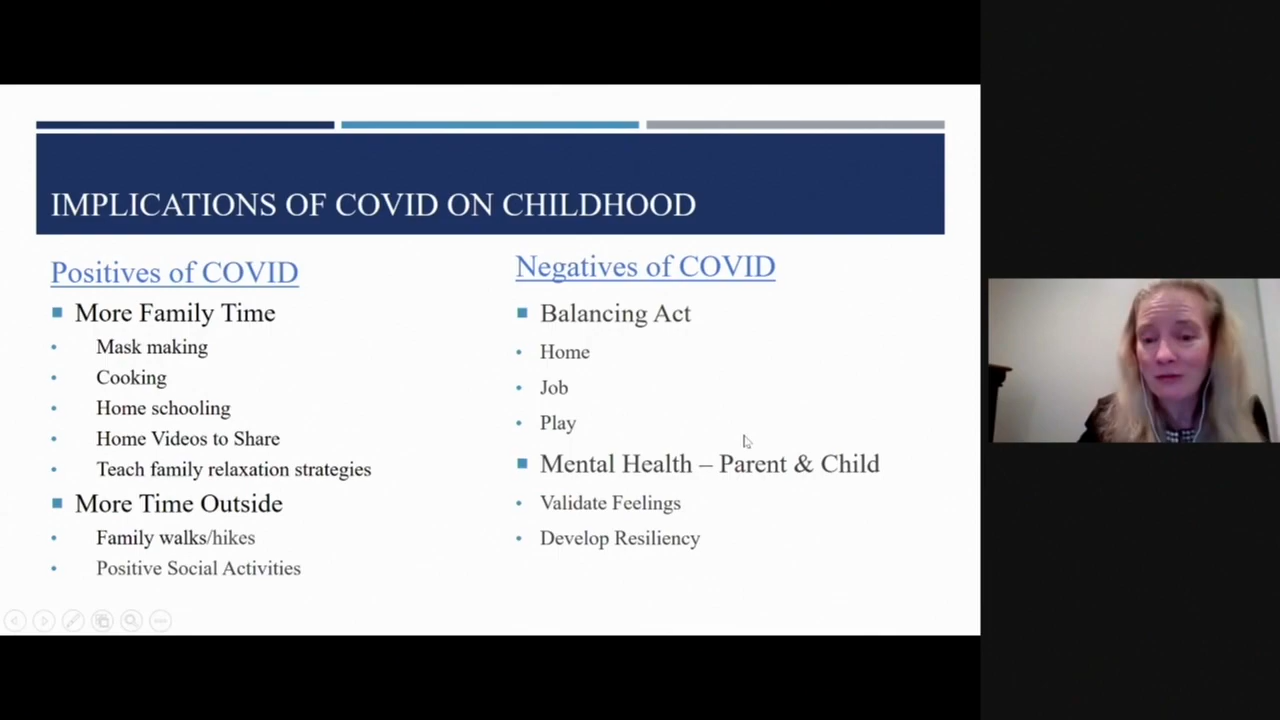 IMPLICATIONS OF COVID ON CHILDHOOD
Positives of COVID
More Family Time
Mask making
Cooking
Home schooling
Home Videos to Share
Teach family relaxation strategies
More Time Outside
Family walks/hikes
Positive Social Activities
Negatives of COVID
Balancing Act
Home
Job
Play
Mental Health – Parent & Child
Validate Feelings
Develop Resiliency